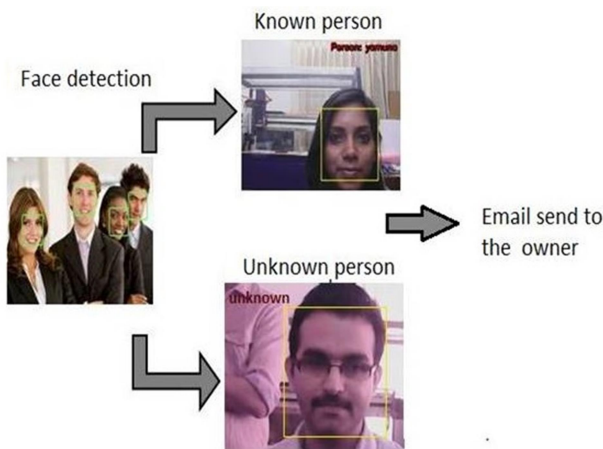 Known person
Face detection
Person: yamuna
Email send to
the owner
Unknown person
unknown